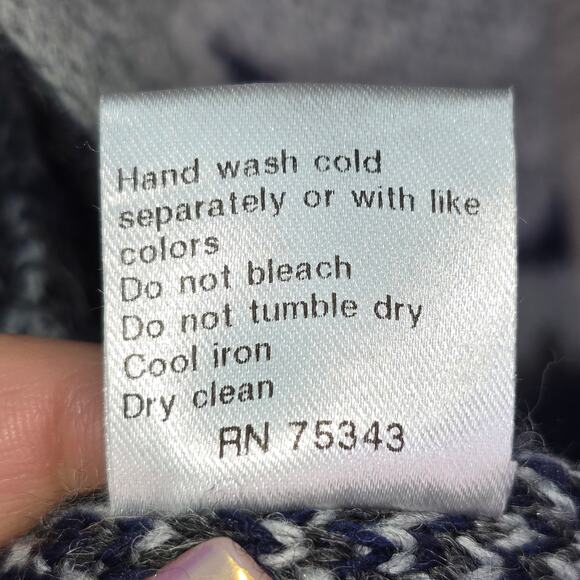 Hand wash cold
separately or with like
colors
Do not bleach
Do not tumble dry
Cool iron
Dry clean
RN 75343